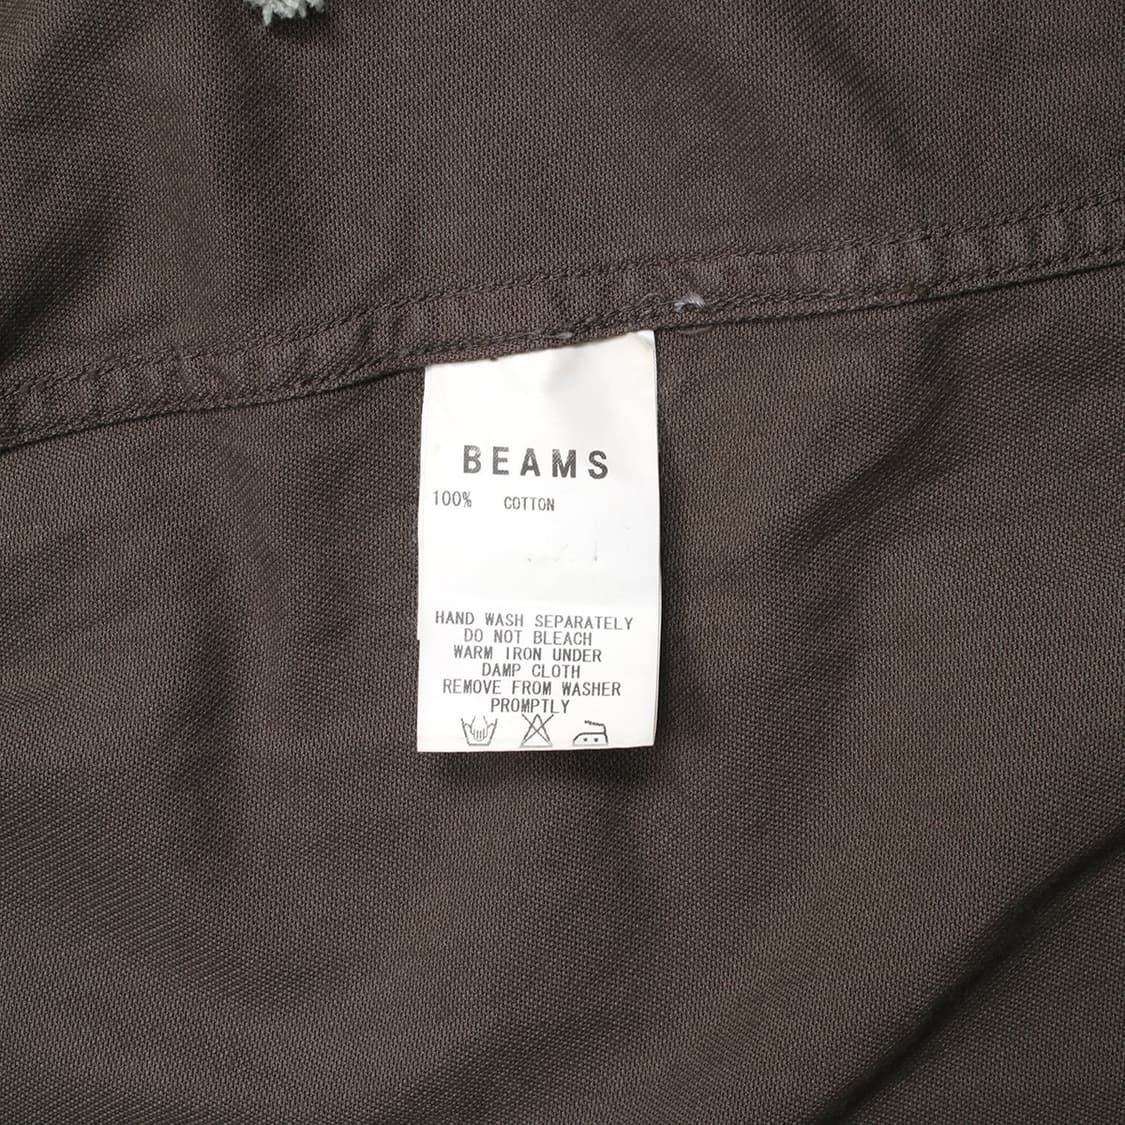 BEAMS
100% COTTON
HAND WASH SEPARATELY
DO NOT BLEACH
WARM IRON UNDER
DAMP CLOTH
REMOVE FROM WASHER
PROMPTLY